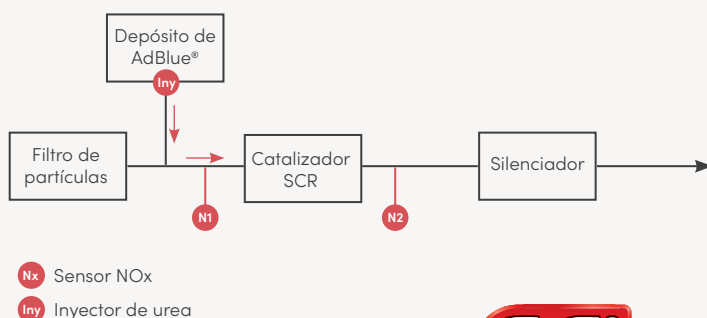 Depósito de
AdBlue®
Iny
Filtro de
partículas
Catalizador
SCR
Silenciador
N1
N2
Nx Sensor NOx
Iny Inyector de urea